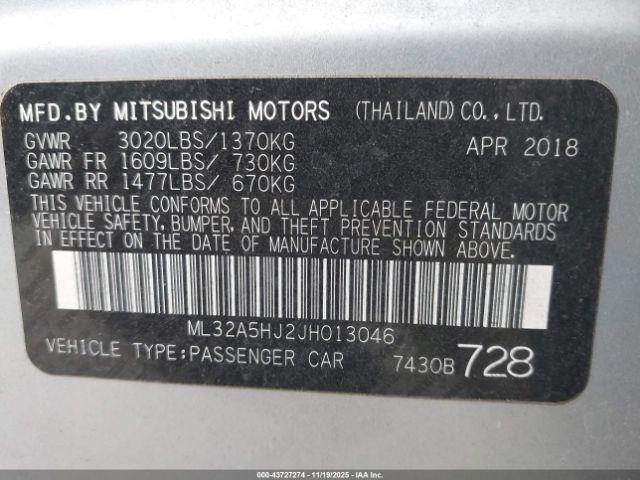 MFD.BY MITSUBISHI MOTORS (THAILAND)CO.,LTD.
GVWR 3020LBS/1370KG APR 2018
GAWR FR 1609LBS/ 730KG
GAWR RR 1477LBS/ 670KG
THIS VEHICLE CONFORMS TO ALL APPLICABLE FEDERAL MOTOR
VEHICLE SAFETY, BUMPER, AND THEFT PREVENTION STANDARDS
IN EFFECT ON THE DATE OF MANUFACTURE SHOWN ABOVE.
ML32A5HJ2JH013046
VEHICLE TYPE:PASSENGER CAR 7430B 728
000-43727274 - 11/19/2025 - IAAI.com